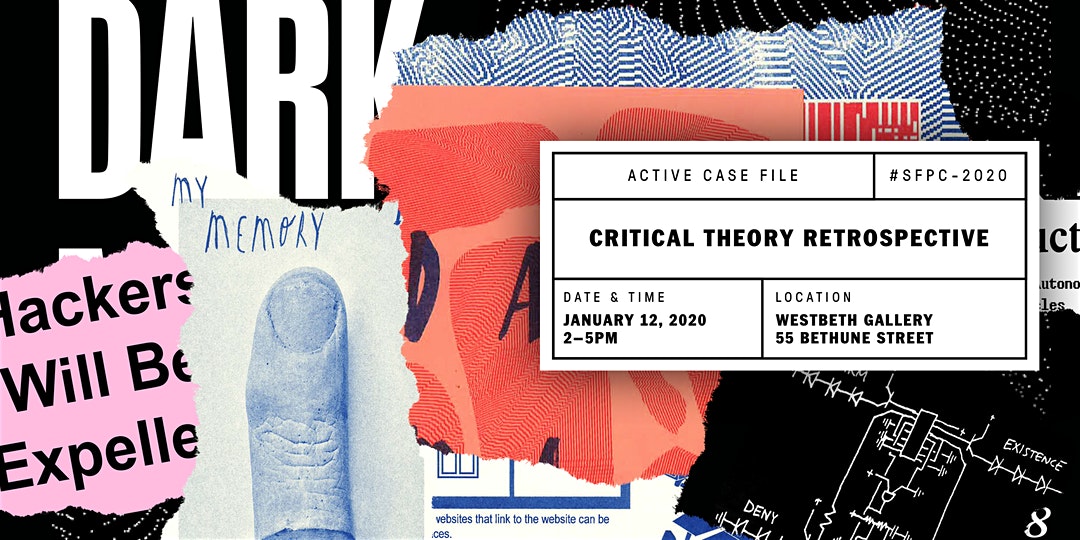 DARK
my
MEMORY
Hackers
Will Be
Expelle
ACTIVE CASE FILE
#SFPC-2020
CRITICAL THEORY RETROSPECTIVE
DATE & TIME
JANUARY 12, 2020
2–5PM
LOCATION
WESTBETH GALLERY
55 BETHUNE STREET
EXISTENCE
DENY
websites that link to the website can be
8